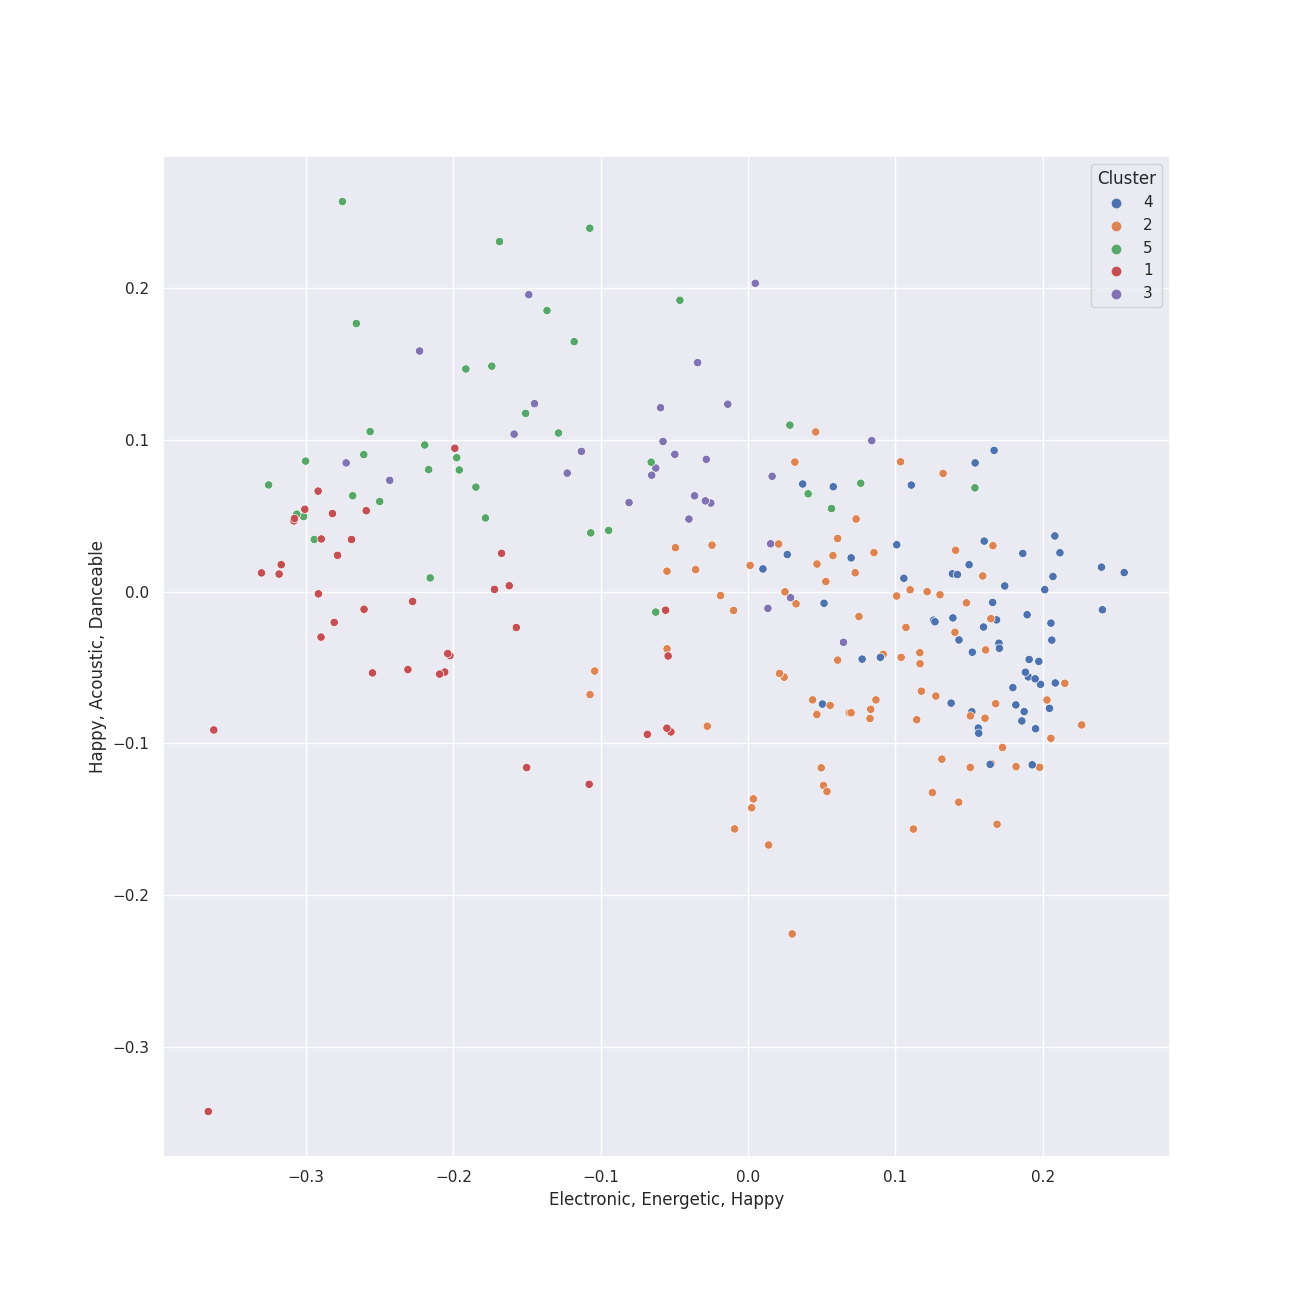 Cluster
4
2
5
1
3
0.2
0.1
0.0
−0.1
−0.2
−0.3
Happy, Acoustic, Danceable
−0.3 −0.2 −0.1 0.0 0.1 0.2
Electronic, Energetic, Happy